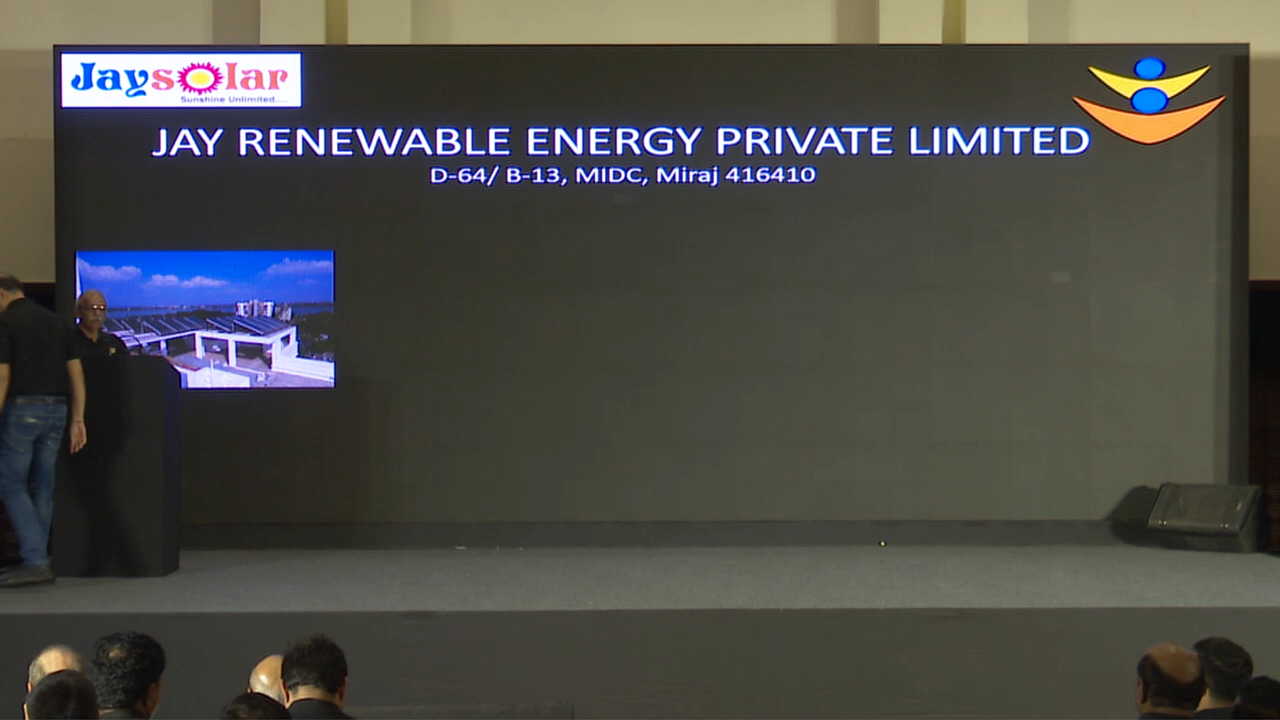 Jaysolar
Sunshine Unlimited.....
JAY RENEWABLE ENERGY PRIVATE LIMITED
D-64/ B-13, MIDC, Miraj 416410